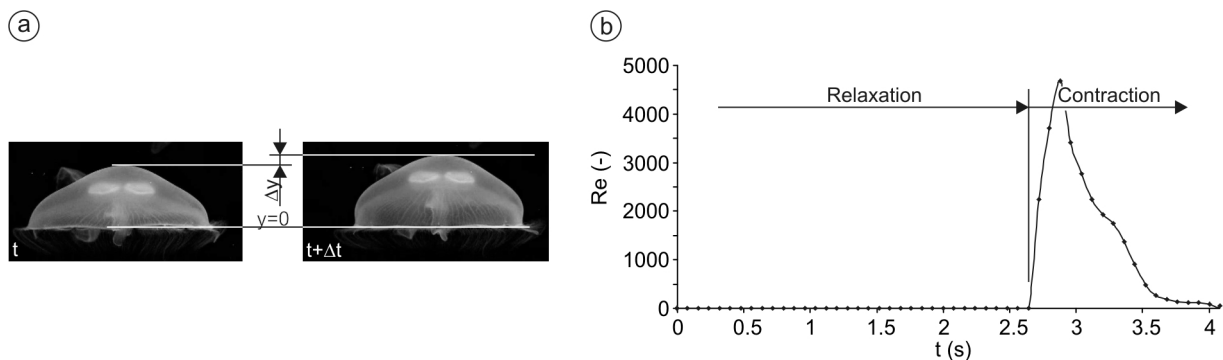 a
Δy
y=0
t
t+Δt
b
5000
4000
3000
2000
4000
0
Re (-)
Relaxation
Contraction
0 0.5 1 1.5 2 2.5 3 3.5 4
t (s)